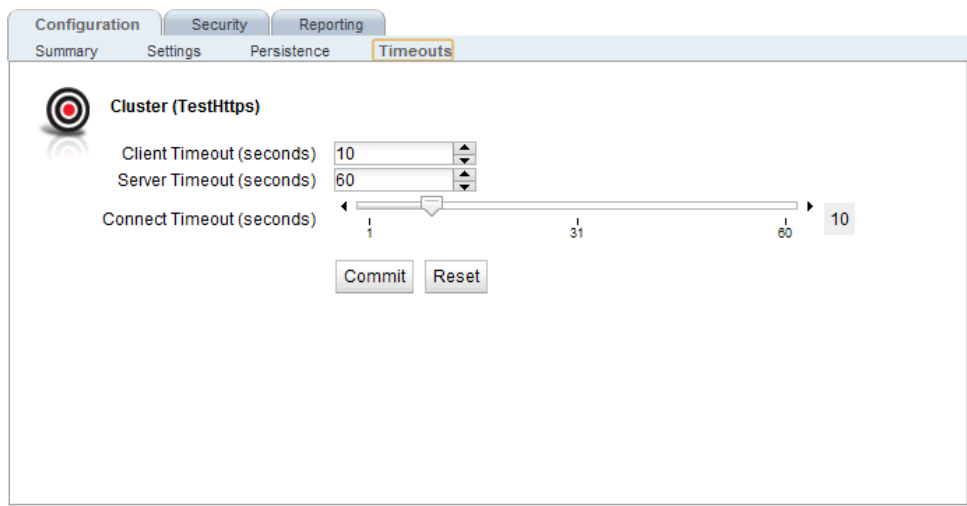 Configuration Security Reporting
Summary Settings Persistence Timeouts
Cluster (TestHttps)
Client Timeout (seconds) 10
Server Timeout (seconds) 60
Connect Timeout (seconds) 10
1 31 60
Commit Reset